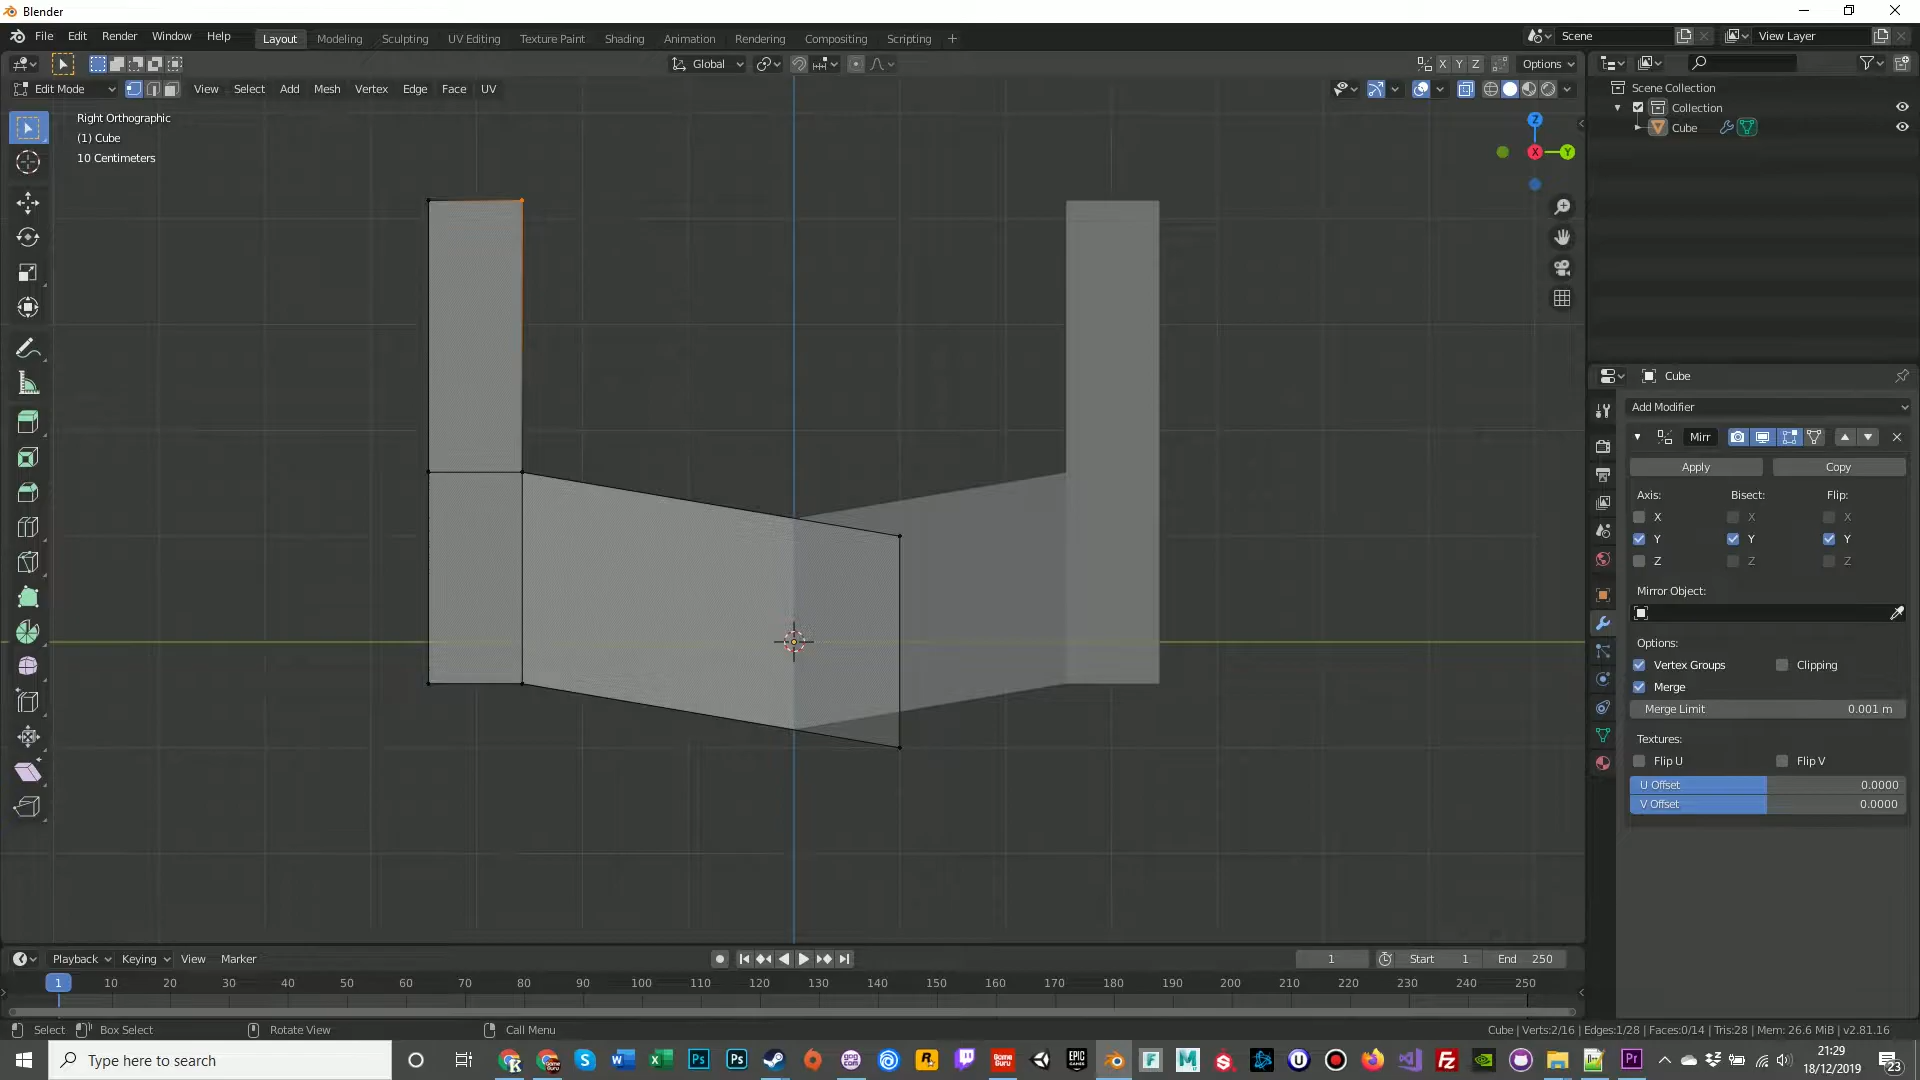 Blender
File Edit Render Window Help Layout Modeling Sculpting UV Editing Texture Paint Shading Animation Rendering Compositing Scripting + Scene View Layer
Global X Y Z Options
Edit Mode View Select Add Mesh Vertex Edge Face UV
Right Orthographic
(1) Cube
10 Centimeters
Z
X
Y
Scene Collection
Collection
Cube
Cube
Add Modifier
Mirr
Apply Copy
Axis: Bisect: Flip:
X X X
Y Y Y
Z Z Z
Mirror Object:
Options:
Vertex Groups Clipping
Merge
Merge Limit 0.001 m
Textures:
Flip U Flip V
U Offset 0.0000
V Offset 0.0000
Playback Keying View Marker 1 Start 1 End 250
1 10 20 30 40 50 60 70 80 90 100 110 120 130 140 150 160 170 180 190 200 210 220 230 240 250
Select Box Select Rotate View Call Menu Cube | Verts:2/16 | Edges:1/28 | Faces:0/14 | Tris:28 | Mem: 26.6 MiB | v2.81.16
Type here to search
21:29
18/12/2019
23